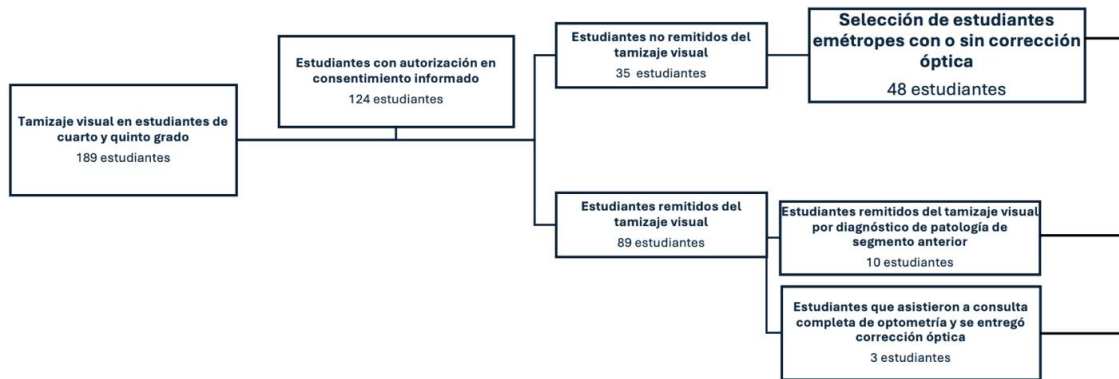 Tamizaje visual en estudiantes de
cuarto y quinto grado
189 estudiantes
Estudiantes con autorización en
consentimiento informado
124 estudiantes
Estudiantes no remitidos del
tamizaje visual
35 estudiantes
Selección de estudiantes
emétropes con o sin corrección
óptica
48 estudiantes
Estudiantes remitidos del
tamizaje visual
89 estudiantes
Estudiantes remitidos del tamizaje visual
por diagnóstico de patología de
segmento anterior
10 estudiantes
Estudiantes que asistieron a consulta
completa de optometría y se entregó
corrección óptica
3 estudiantes